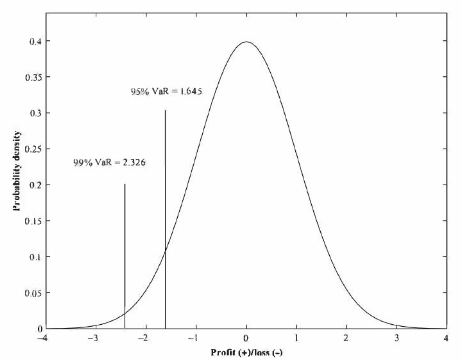 0.4
0.35
0.3
0.25
0.2
0.15
0.1
0.05
0
Probability density
95% VaR = 1.645
99% VaR = 2.326
−4 −3 −2 −1 0 1 2 3 4
Profit (+)/loss (−)